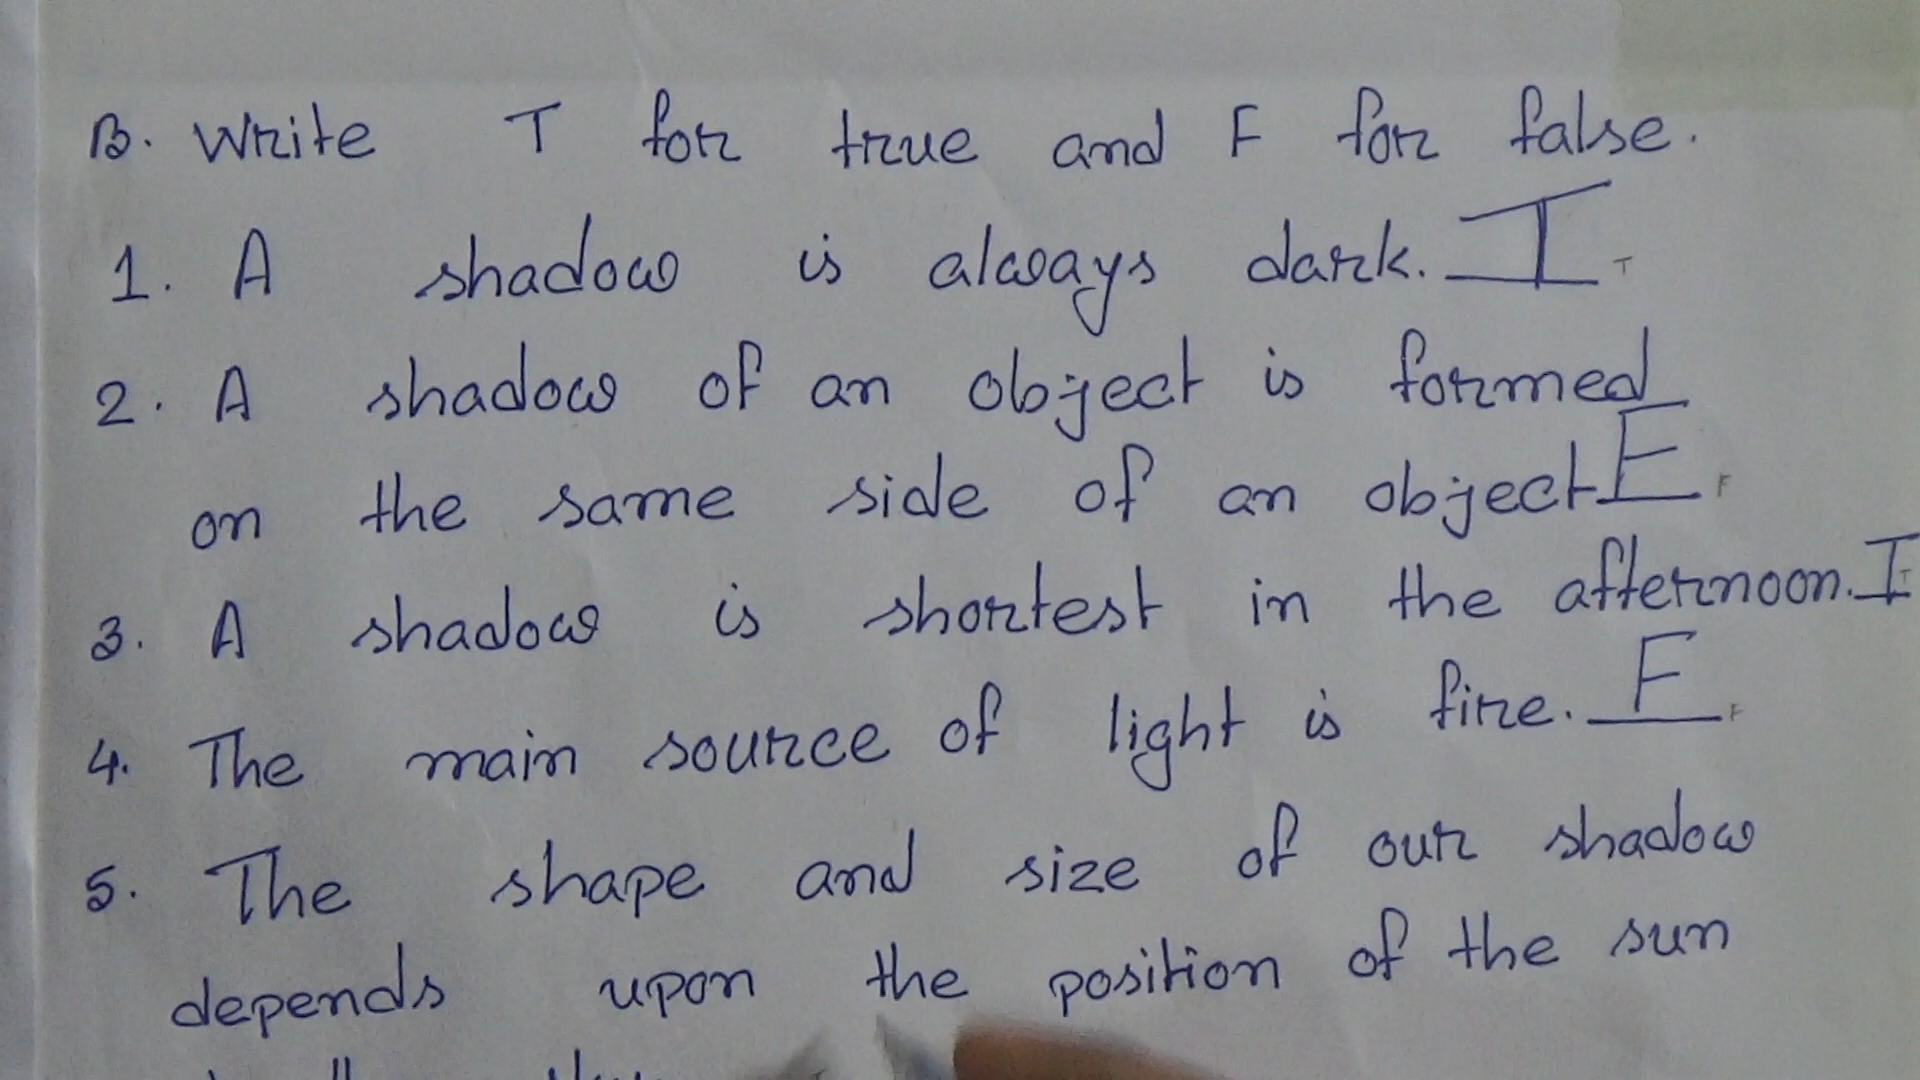 B. Write T for true and F for false.
1. A shadow is always dark. T T
2. A shadow of an object is formed
on the same side of an object F F
3. A shadow is shortest in the afternoon. T T
4. The main source of light is fire. F F
5. The shape and size of our shadow
depends upon the position of the sun